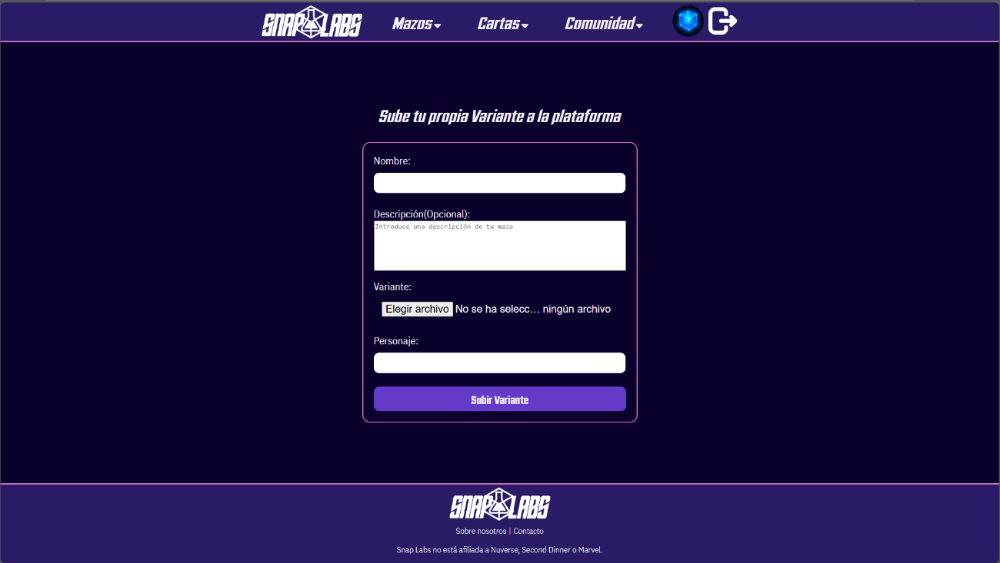 SNAP LABS Mazos Cartas Comunidad
Sube tu propia Variante a la plataforma
Nombre:
Descripción(Opcional):
Introduce una descripción de tu mazo
Variante:
Elegir archivo No se ha selecc… ningún archivo
Personaje:
Subir Variante
SNAP LABS
Sobre nosotros | Contacto
Snap Labs no está afiliada a Nuverse, Second Dinner o Marvel.